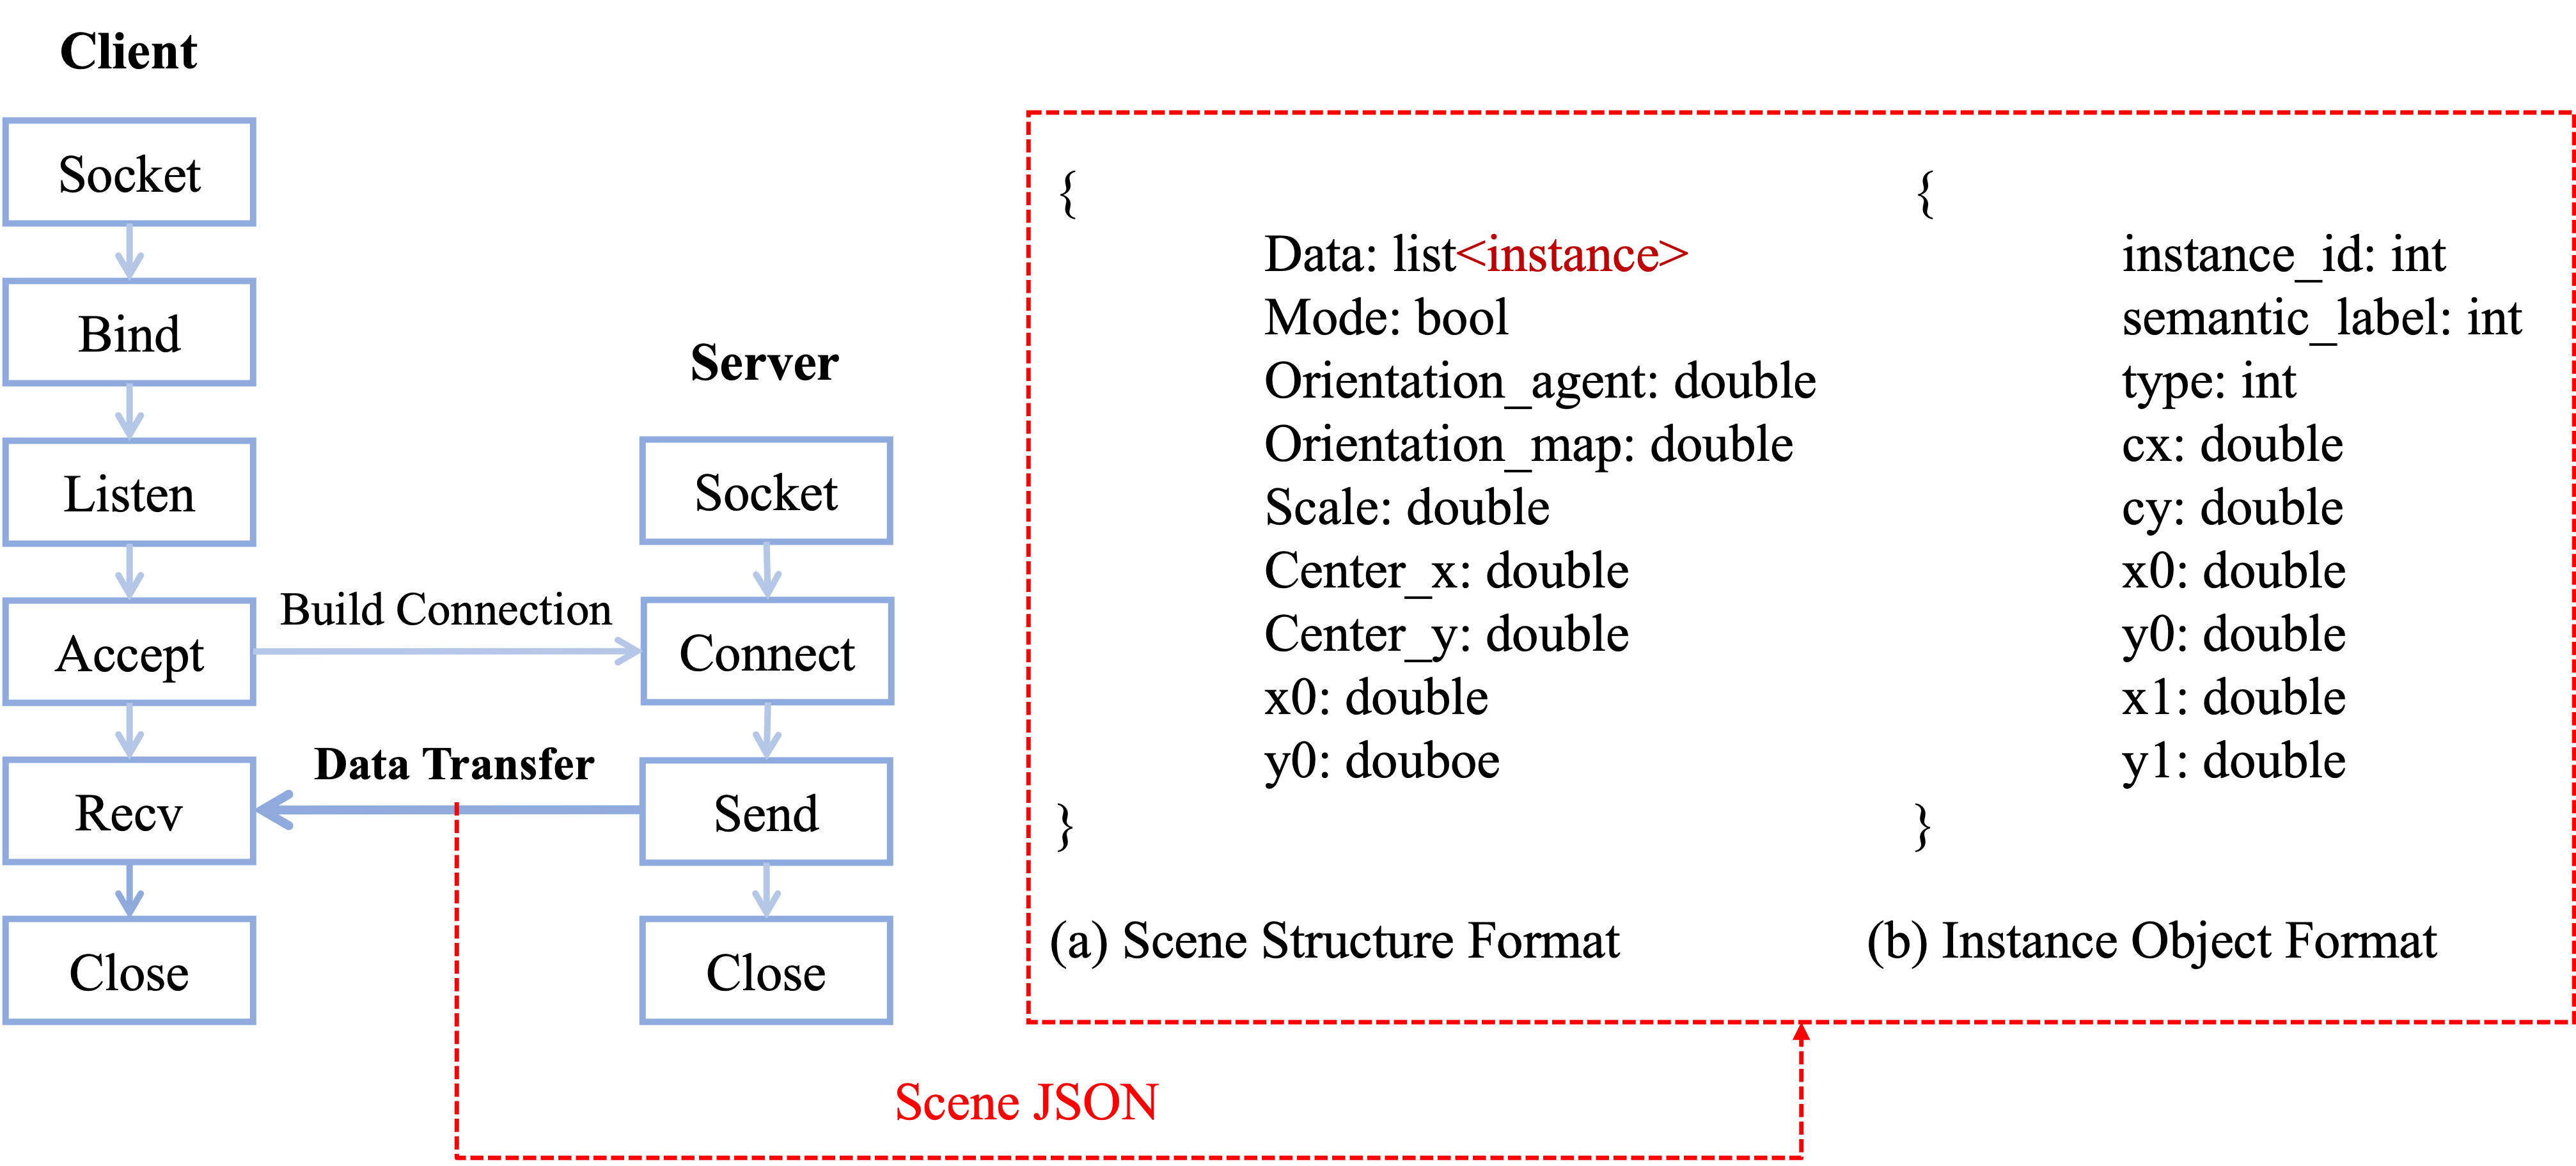 Client
Socket
Bind
Listen
Accept
Recv
Close
Build Connection
Data Transfer
Server
Socket
Connect
Send
Close
Scene JSON
{
Data: list<instance>
Mode: bool
Orientation_agent: double
Orientation_map: double
Scale: double
Center_x: double
Center_y: double
x0: double
y0: douboe
}
(a) Scene Structure Format
{
instance_id: int
semantic_label: int
type: int
cx: double
cy: double
x0: double
y0: double
x1: double
y1: double
}
(b) Instance Object Format